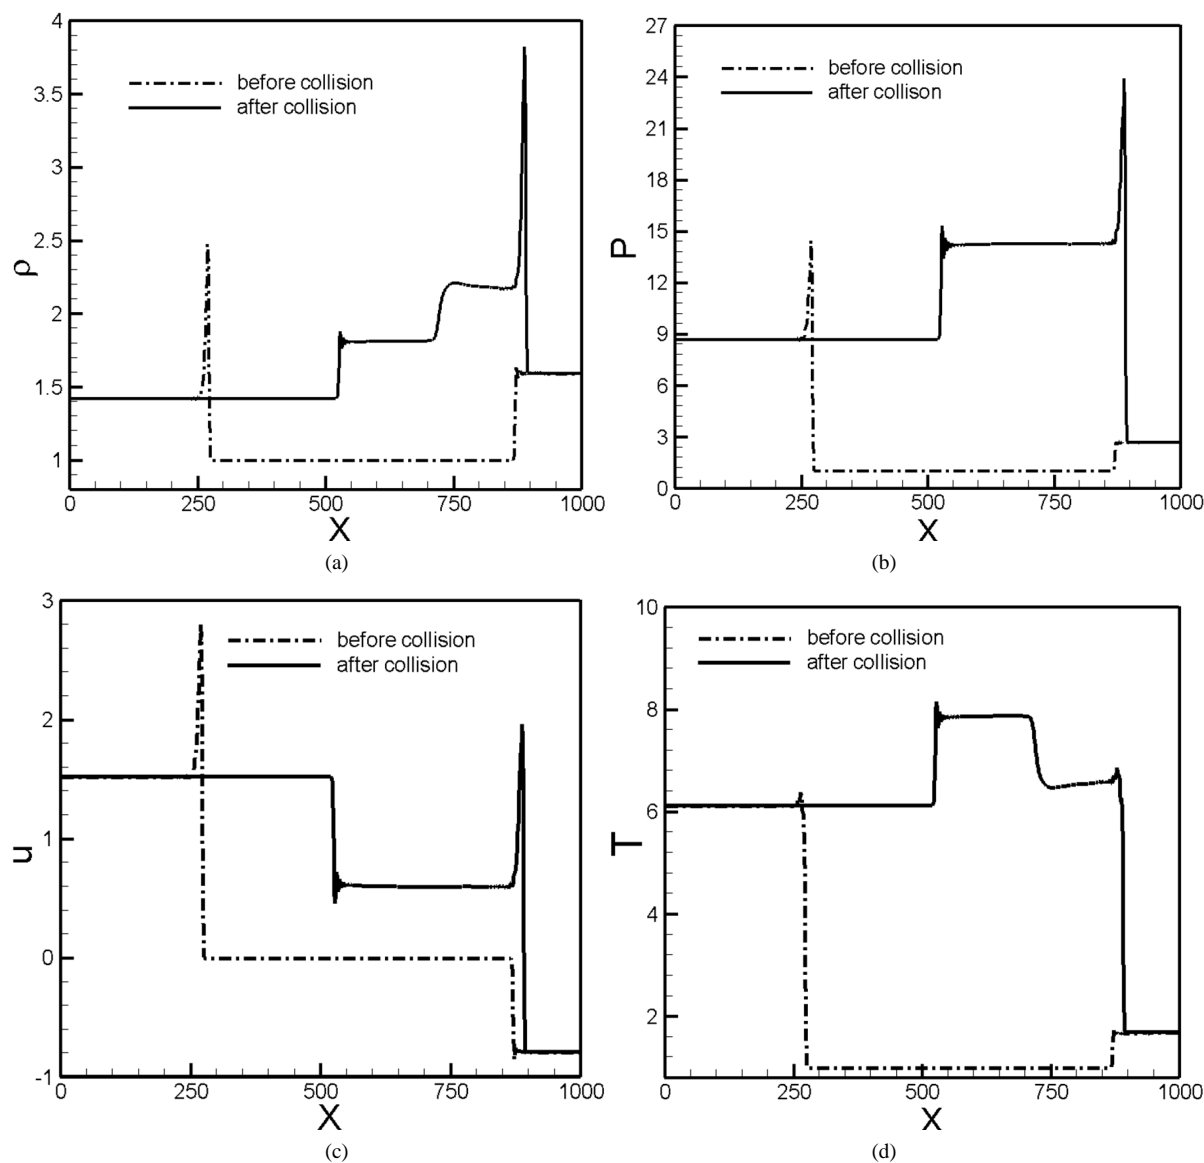 4
3.5
3
2.5
2
1.5
1
ρ
before collision
after collision
0
250
500
750
1000
X
(a)
27
24
21
18
15
12
9
6
3
0
P
before collision
after collison
0
250
500
750
1000
X
(b)
3
2
1
0
-1
u
before collision
after collision
0
250
500
750
1000
X
(c)
10
8
6
4
2
T
before collision
after collision
0
250
500
750
1000
X
(d)